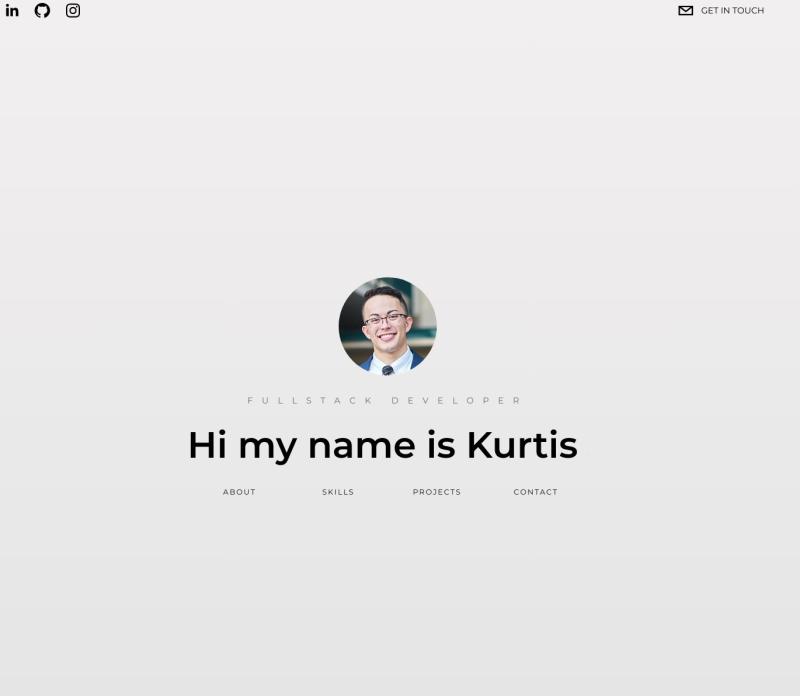 in
GET IN TOUCH
FULLSTACK DEVELOPER
Hi my name is Kurtis
ABOUT SKILLS PROJECTS CONTACT